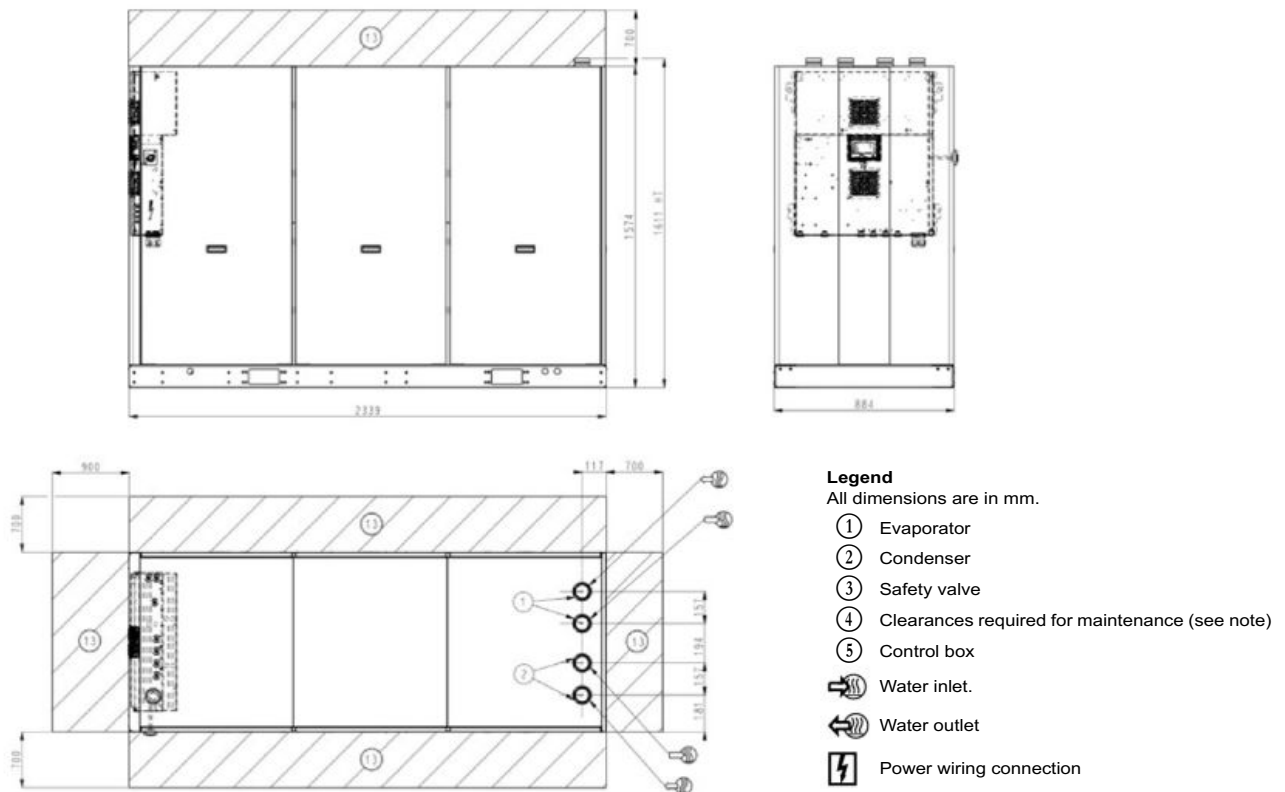 13
700
1574
1611 HT
2339
884
900
117
700
700
13
1
157
13
13
194
2
157
181
700
13
Legend
All dimensions are in mm.
1 Evaporator
2 Condenser
3 Safety valve
4 Clearances required for maintenance (see note)
5 Control box
Water inlet.
Water outlet
Power wiring connection